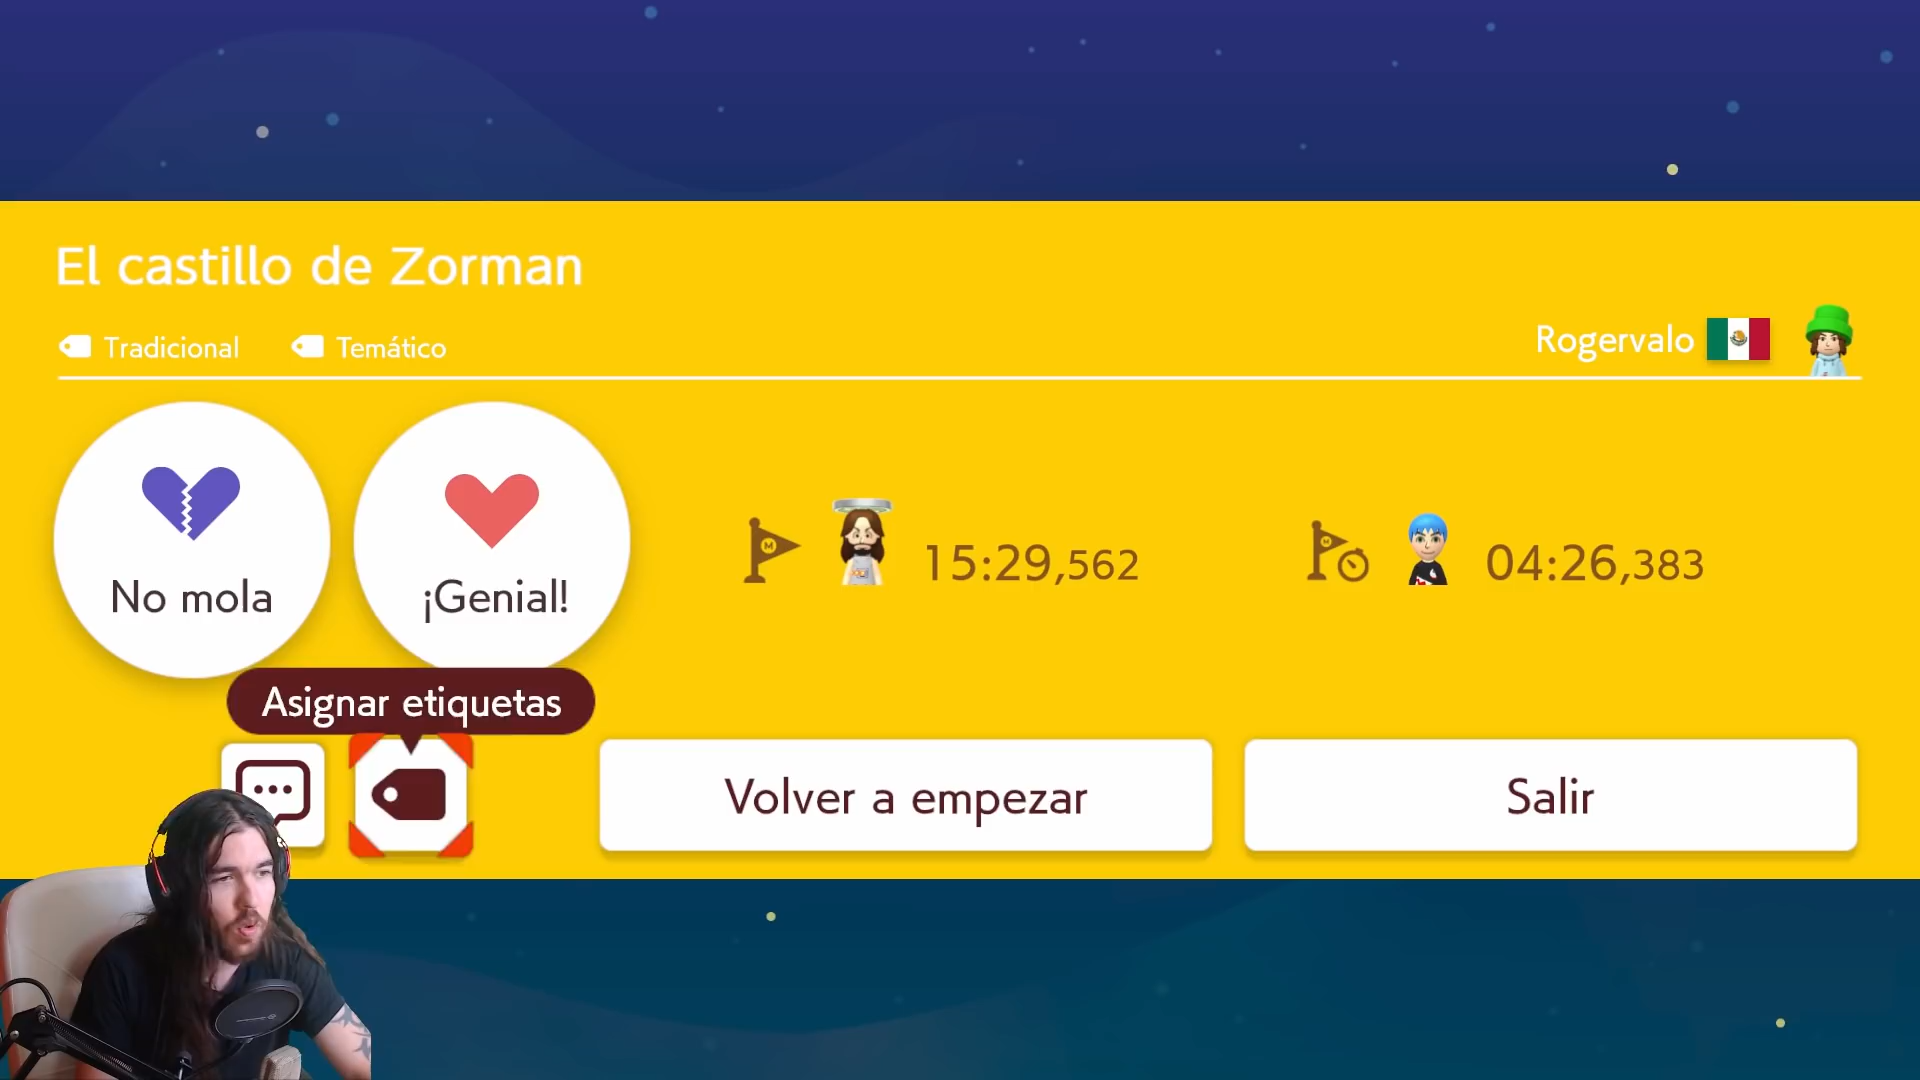 El castillo de Zorman
Tradicional Temático
Rogervalo
No mola
¡Genial!
15:29,562
04:26,383
Asignar etiquetas
Volver a empezar
Salir